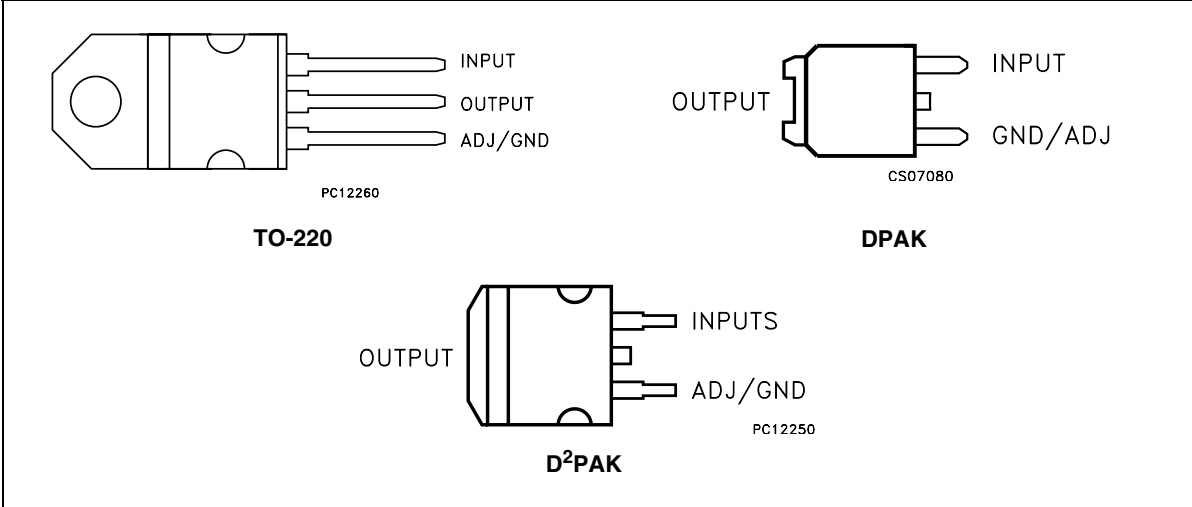 INPUT
OUTPUT
ADJ/GND
PC12260
TO-220
OUTPUT
INPUT
GND/ADJ
CS07080
DPAK
OUTPUT
INPUTS
ADJ/GND
PC12250
D²PAK